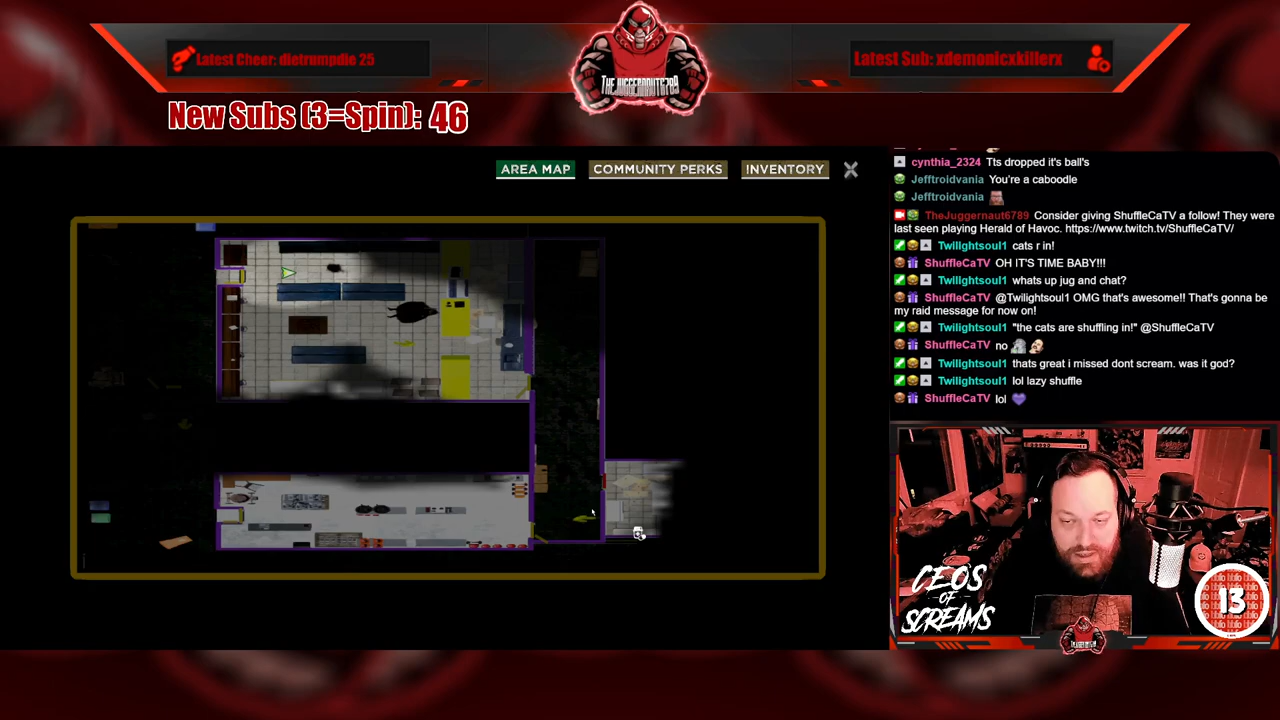 Latest Cheer: dietrumpdie 25
THEJUGGERNAUT6789
Latest Sub: xdemonicxkillerx
New Subs (3=Spin): 46
AREA MAP
COMMUNITY PERKS
INVENTORY
cynthia_2324 Tts dropped it's ball's
Jefftroidvania You're a caboodle
Jefftroidvania
TheJuggernaut6789 Consider giving ShuffleCaTV a follow! They were
last seen playing Herald of Havoc. https://www.twitch.tv/ShuffleCaTV/
Twilightsoul1 cats r in!
ShuffleCaTV OH IT'S TIME BABY!!!
Twilightsoul1 whats up jug and chat?
ShuffleCaTV @Twilightsoul1 OMG that's awesome!! That's gonna be
my raid message for now on!
Twilightsoul1 "the cats are shuffling in!" @ShuffleCaTV
ShuffleCaTV no
Twilightsoul1 thats great i missed dont scream. was it god?
Twilightsoul1 lol lazy shuffle
ShuffleCaTV lol
CEOS
OF
SCREAMS
13